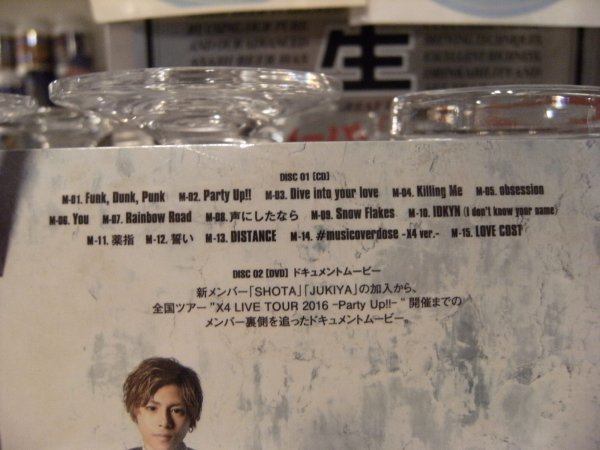 生
DISC 01 [CD]
M-01. Funk, Dunk, Punk M-02. Party Up!! M-03. Dive into your love M-04. Killing Me M-05. obsession
M-06. You M-07. Rainbow Road M-08. 声にしたなら M-09. Snow Flakes M-10. IDKYN (I don't know your name)
M-11. 薬指 M-12. 誓い M-13. DISTANCE M-14. #musicoverdose -X4 ver.- M-15. LOVE COST
DISC 02 [DVD] ドキュメントムービー
新メンバー「SHOTA」「JUKIYA」の加入から、
全国ツアー"X4 LIVE TOUR 2016 -Party Up!!-"開催までの
メンバー裏側を追ったドキュメントムービー。